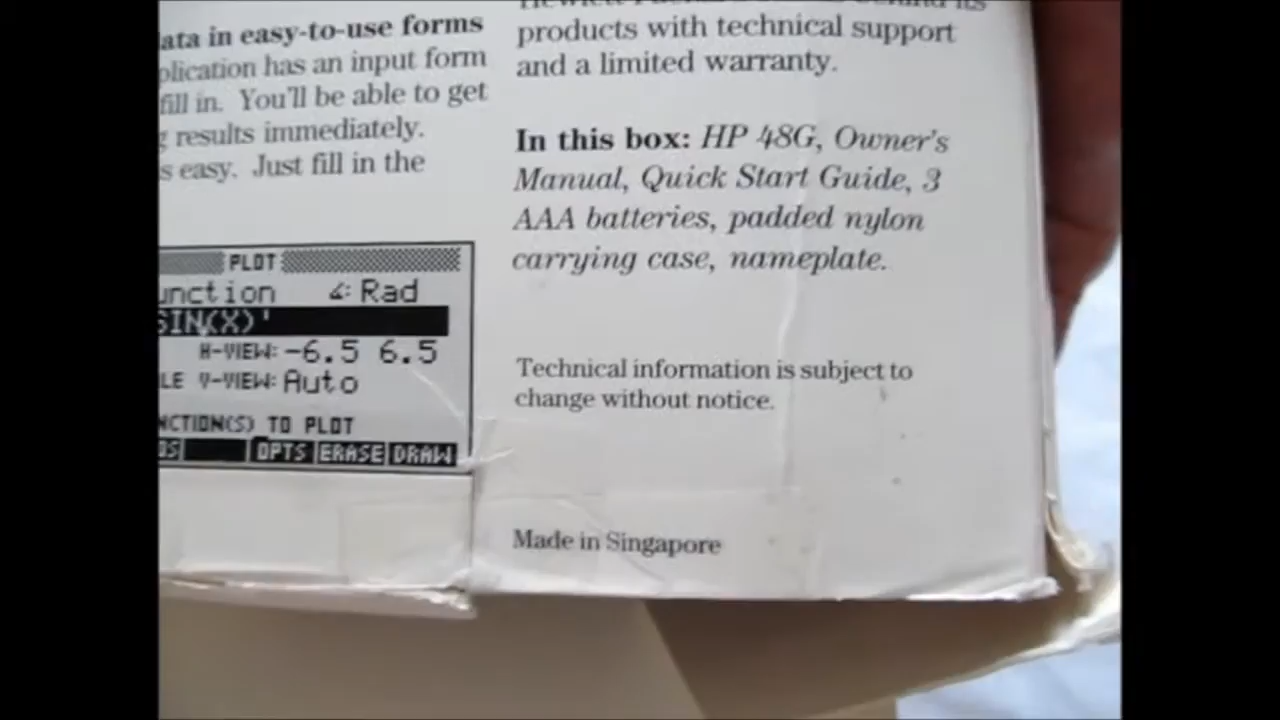 ata in easy-to-use forms
plication has an input form
fill in. You'll be able to get
g results immediately.
s easy. Just fill in the
PLOT
unction ∠: Rad
SIN(X)'
H-VIEW: -6.5 6.5
LE V-VIEW: Auto
NCTION(S) TO PLOT
OPTS ERASE DRAW
products with technical support
and a limited warranty.
In this box: HP 48G, Owner's
Manual, Quick Start Guide, 3
AAA batteries, padded nylon
carrying case, nameplate.
Technical information is subject to
change without notice.
Made in Singapore